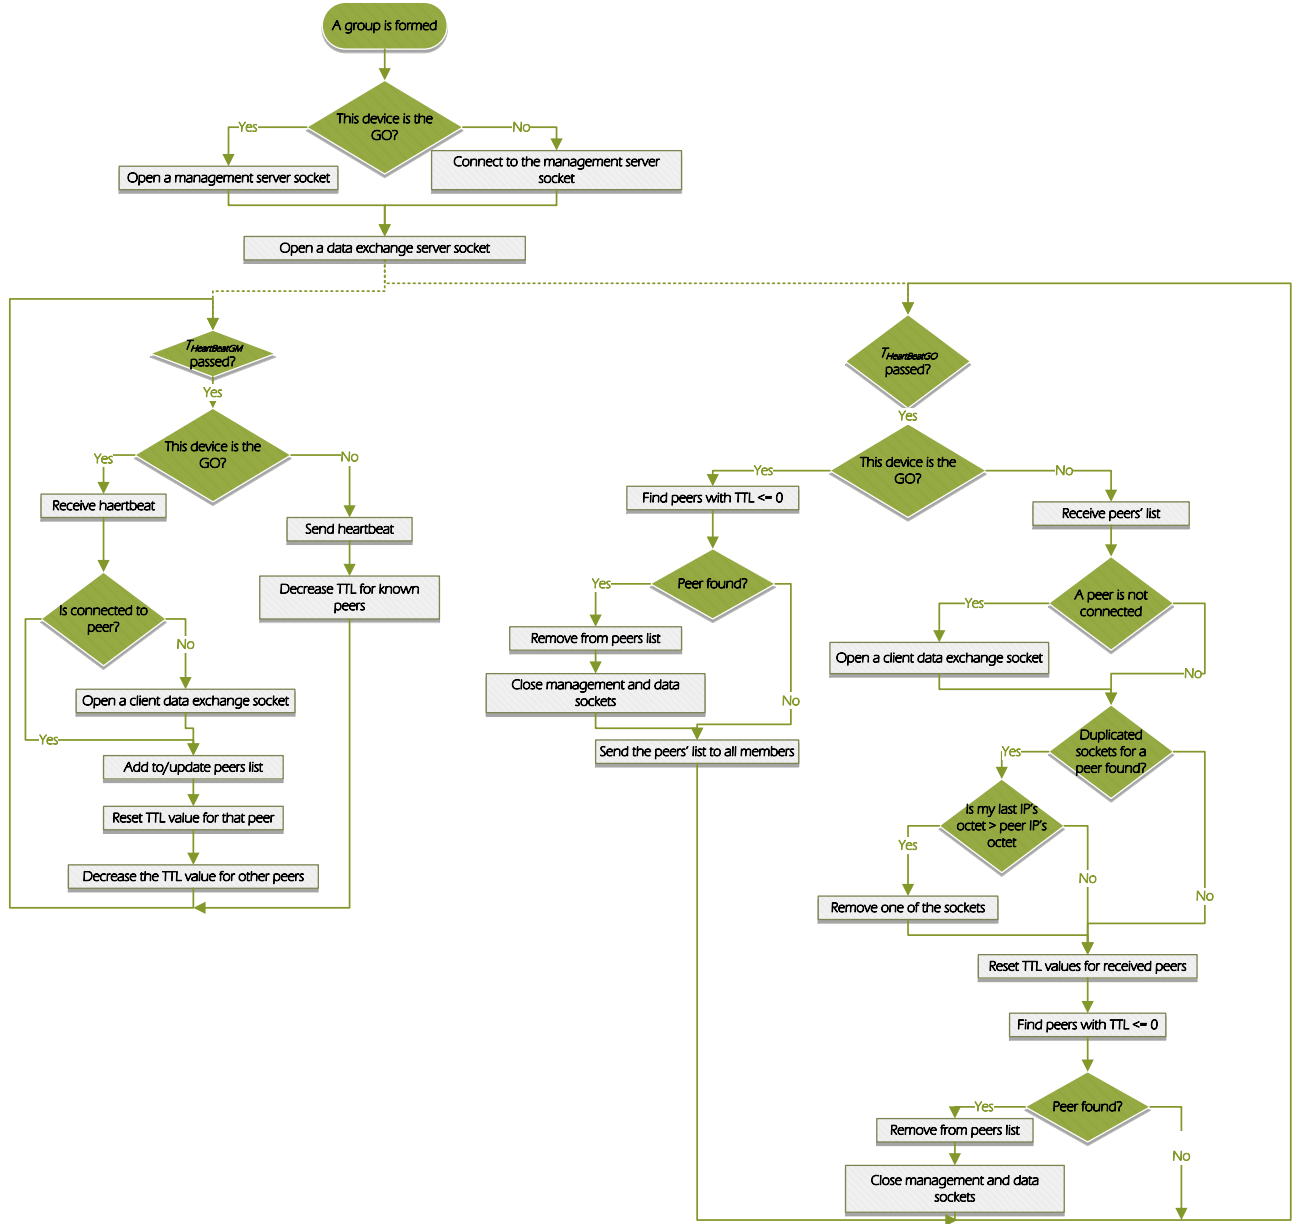 A group is formed
This device is the
GO?
Yes
No
Open a management server socket
Connect to the management server
socket
Open a data exchange server socket
THeartBeatGM
passed?
Yes
This device is the
GO?
Yes
No
Receive haertbeat
Send heartbeat
Decrease TTL for known
peers
Is connected to
peer?
No
Open a client data exchange socket
Yes
Add to/update peers list
Reset TTL value for that peer
Decrease the TTL value for other peers
THeartBeatGO
passed?
Yes
This device is the
GO?
Yes
No
Find peers with TTL <= 0
Peer found?
Yes
Remove from peers list
Close management and data
sockets
No
Send the peers' list to all members
Receive peers' list
A peer is not
connected
Yes
Open a client data exchange socket
No
Duplicated
sockets for a
peer found?
Yes
Is my last IP's
octet > peer IP's
octet
Yes
No
No
Remove one of the sockets
Reset TTL values for received peers
Find peers with TTL <= 0
Peer found?
Yes
Remove from peers list
No
Close management and data
sockets